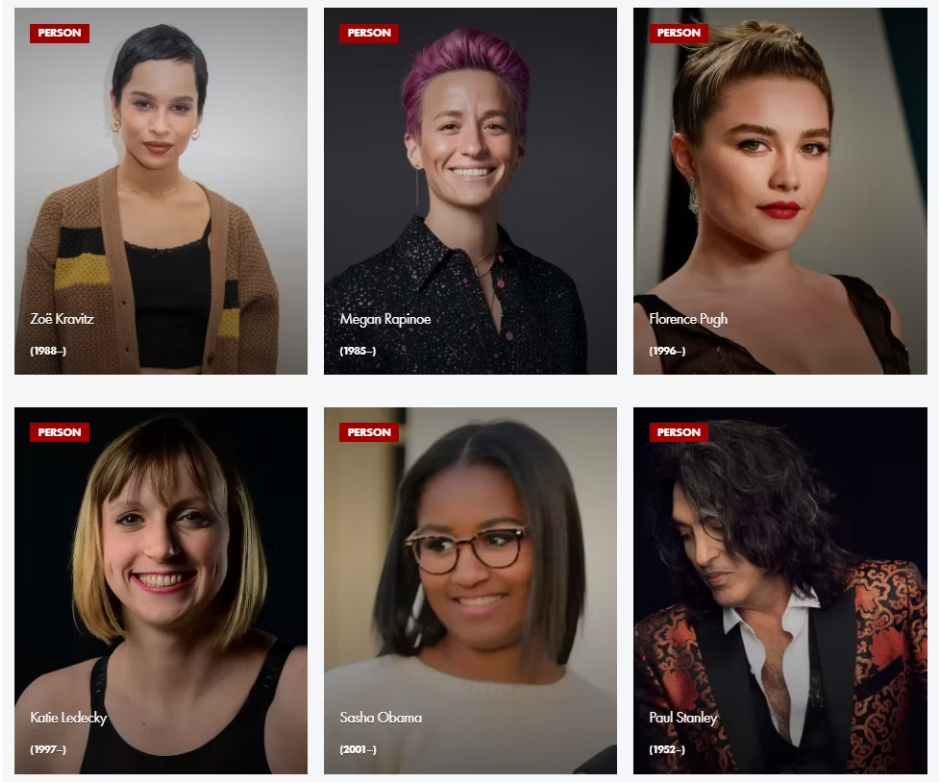 PERSON
Zoë Kravitz
(1988–)
PERSON
Megan Rapinoe
(1985–)
PERSON
Florence Pugh
(1996–)
PERSON
Katie Ledecky
(1997–)
PERSON
Sasha Obama
(2001–)
PERSON
Paul Stanley
(1952–)